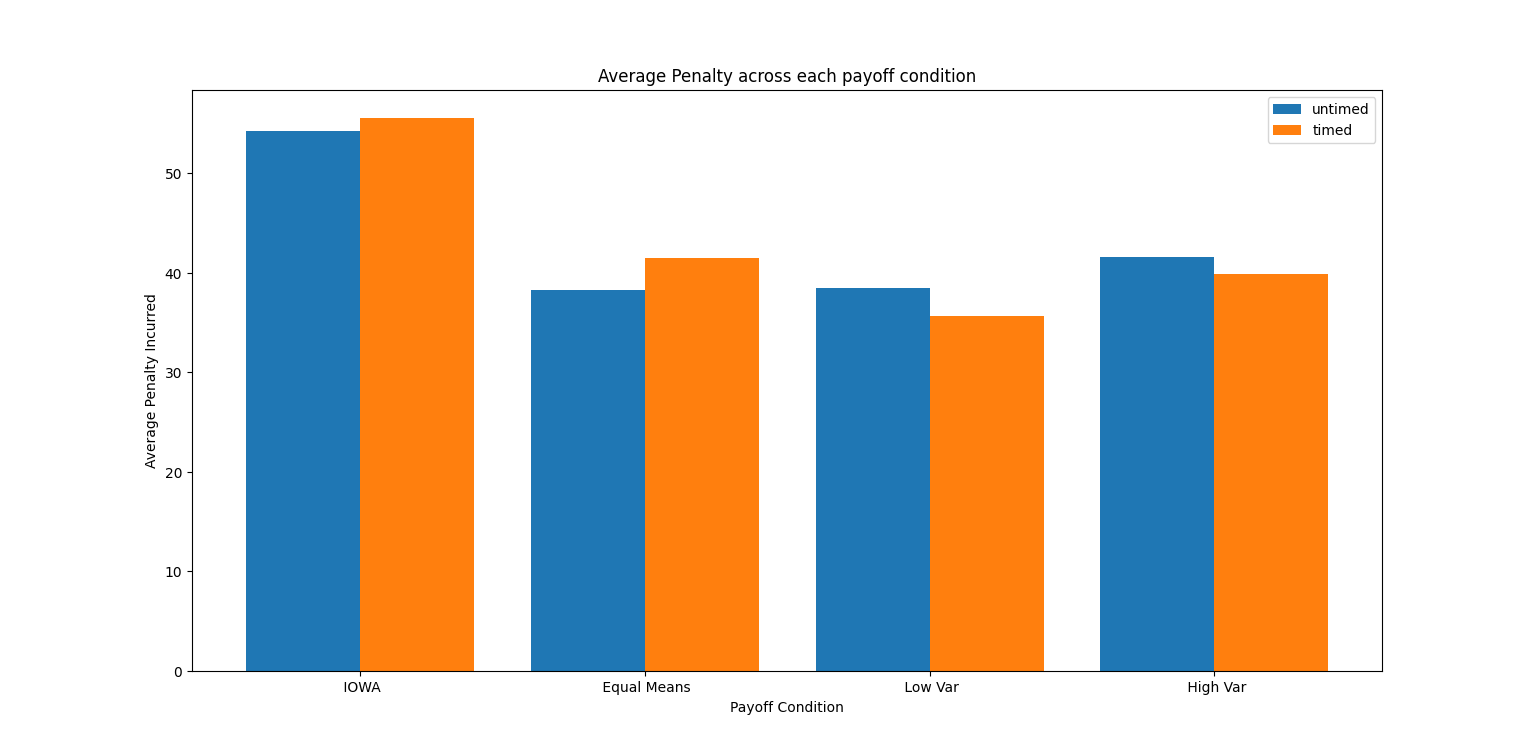 Average Penalty across each payoff condition
untimed
timed
Average Penalty Incurred
50
40
30
20
10
0
IOWA
Equal Means
Low Var
High Var
Payoff Condition